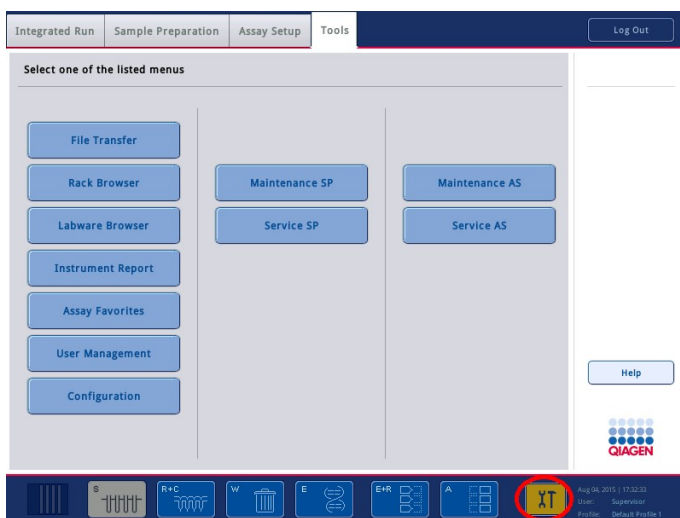 Integrated Run Sample Preparation Assay Setup Tools Log Out
Select one of the listed menus
File Transfer
Rack Browser Maintenance SP Maintenance AS
Labware Browser Service SP Service AS
Instrument Report
Assay Favorites
User Management
Configuration
Help
QIAGEN
S R+C W E E+R A
Aug 04, 2015 | 17:32:33
User: Supervisor
Profile: Default Profile 1